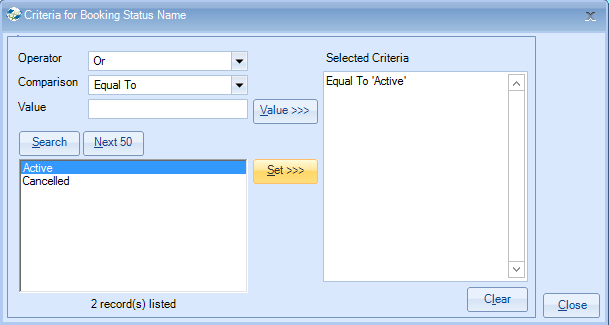 Criteria for Booking Status Name
Operator
Or
Comparison
Equal To
Value
Value >>>
Search
Next 50
Active
Cancelled
Set >>>
2 record(s) listed
Selected Criteria
Equal To 'Active'
Clear
Close